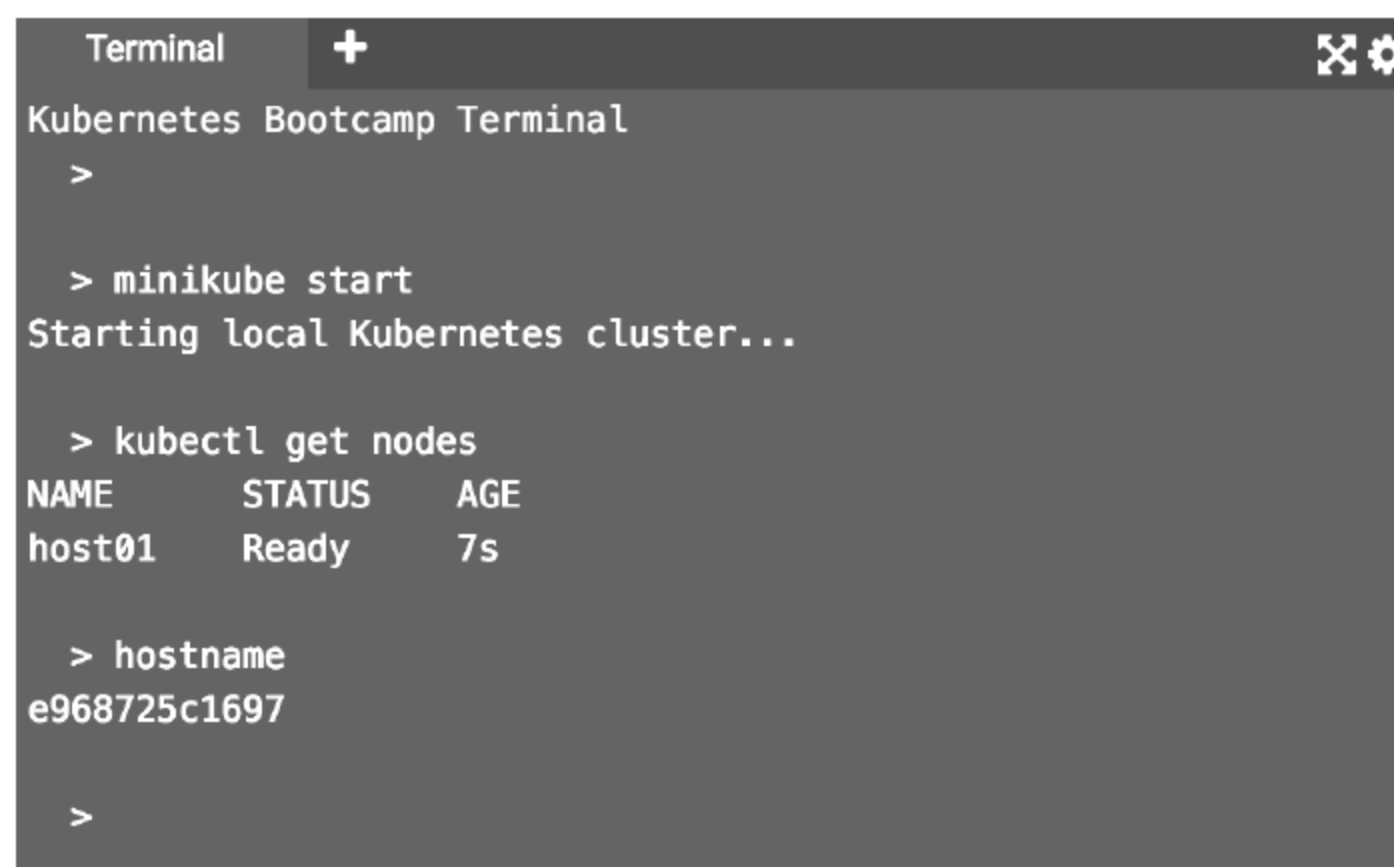 Terminal +
Kubernetes Bootcamp Terminal
>
> minikube start
Starting local Kubernetes cluster...
> kubectl get nodes
NAME STATUS AGE
host01 Ready 7s
> hostname
e968725c1697
>